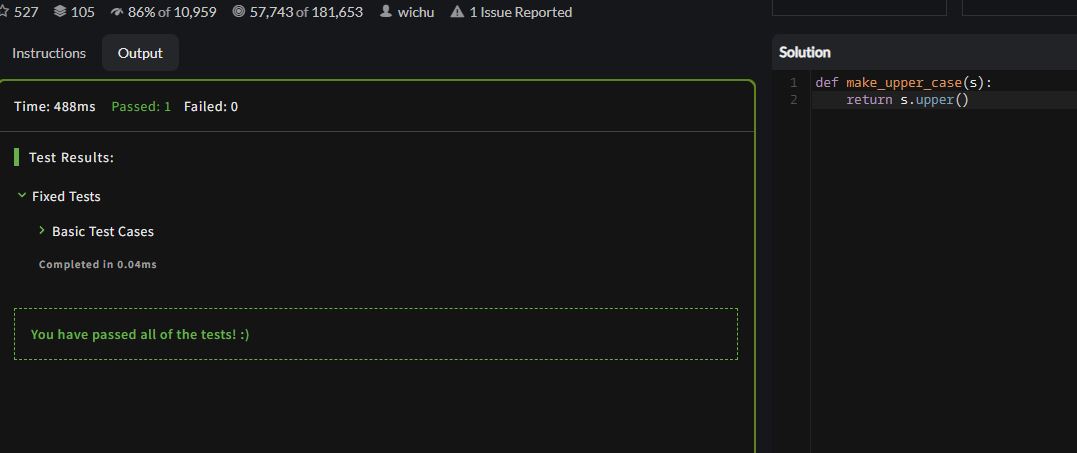 527 105 86% of 10,959 57,743 of 181,653 wichu 1 Issue Reported
Instructions Output
Time: 488ms Passed: 1 Failed: 0
Test Results:
Fixed Tests
Basic Test Cases
Completed in 0.04ms
You have passed all of the tests! :)
Solution
1 def make_upper_case(s):
2 return s.upper()